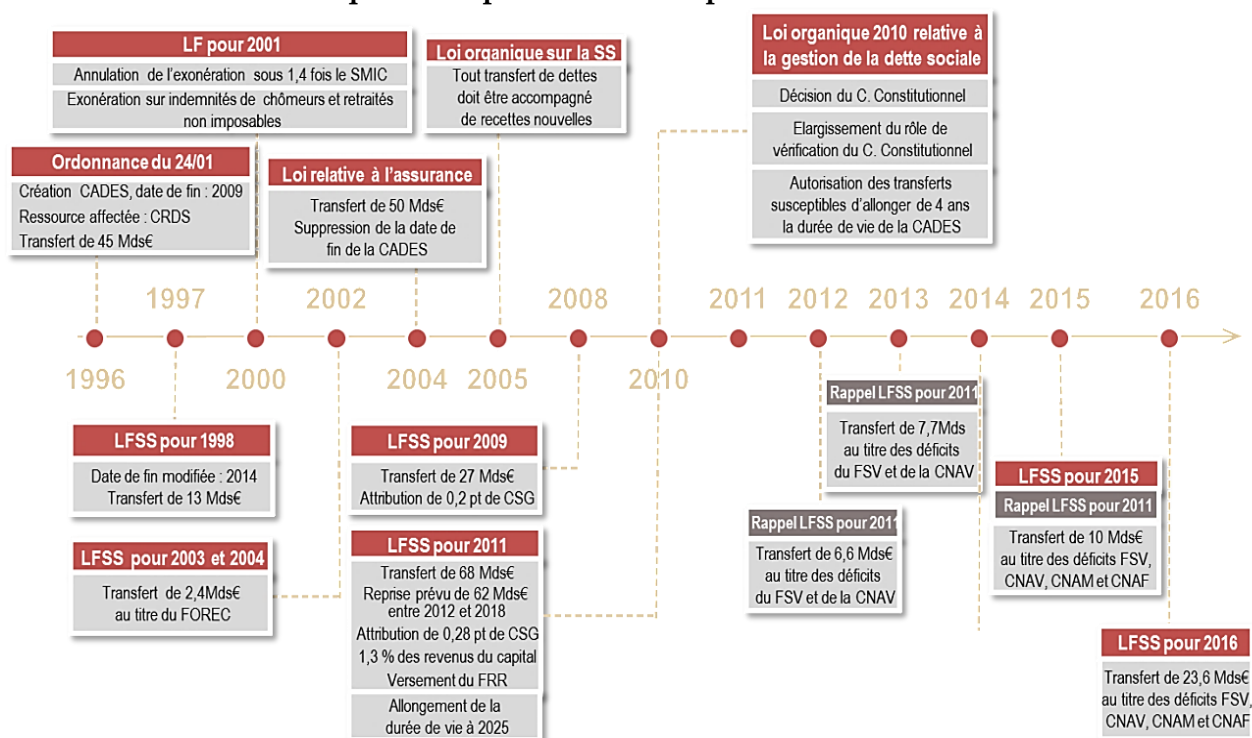 LF pour 2001
Annulation de l'exonération sous 1,4 fois le SMIC
Exonération sur indemnités de chômeurs et retraités
non imposables
Loi organique sur la SS
Tout transfert de dettes
doit être accompagné
de recettes nouvelles
Loi organique 2010 relative à
la gestion de la dette sociale
Décision du C. Constitutionnel
Elargissement du rôle de
vérification du C. Constitutionnel
Autorisation des transferts
susceptibles d'allonger de 4 ans
la durée de vie de la CADES
Ordonnance du 24/01
Création CADES, date de fin : 2009
Ressource affectée : CRDS
Transfert de 45 Mds€
Loi relative à l'assurance
Transfert de 50 Mds€
Suppression de la date de
fin de la CADES
1997
2002
2008
2011
2012
2013
2014
2015
2016
1996
2000
2004
2005
2010
LFSS pour 1998
Date de fin modifiée : 2014
Transfert de 13 Mds€
LFSS pour 2003 et 2004
Transfert de 2,4Mds€
au titre du FOREC
LFSS pour 2009
Transfert de 27 Mds€
Attribution de 0,2 pt de CSG
LFSS pour 2011
Transfert de 68 Mds€
Reprise prévu de 62 Mds€
entre 2012 et 2018
Attribution de 0,28 pt de CSG
1,3 % des revenus du capital
Versement du FRR
Allongement de la
durée de vie à 2025
Rappel LFSS pour 2011
Transfert de 6,6 Mds€
au titre des déficits
du FSV et de la CNAV
Rappel LFSS pour 2011
Transfert de 7,7Mds
au titre des déficits
du FSV et de la CNAV
LFSS pour 2015
Rappel LFSS pour 2011
Transfert de 10 Mds€
au titre des déficits FSV,
CNAV, CNAM et CNAF
LFSS pour 2016
Transfert de 23,6 Mds€
au titre des déficits FSV,
CNAV, CNAM et CNAF